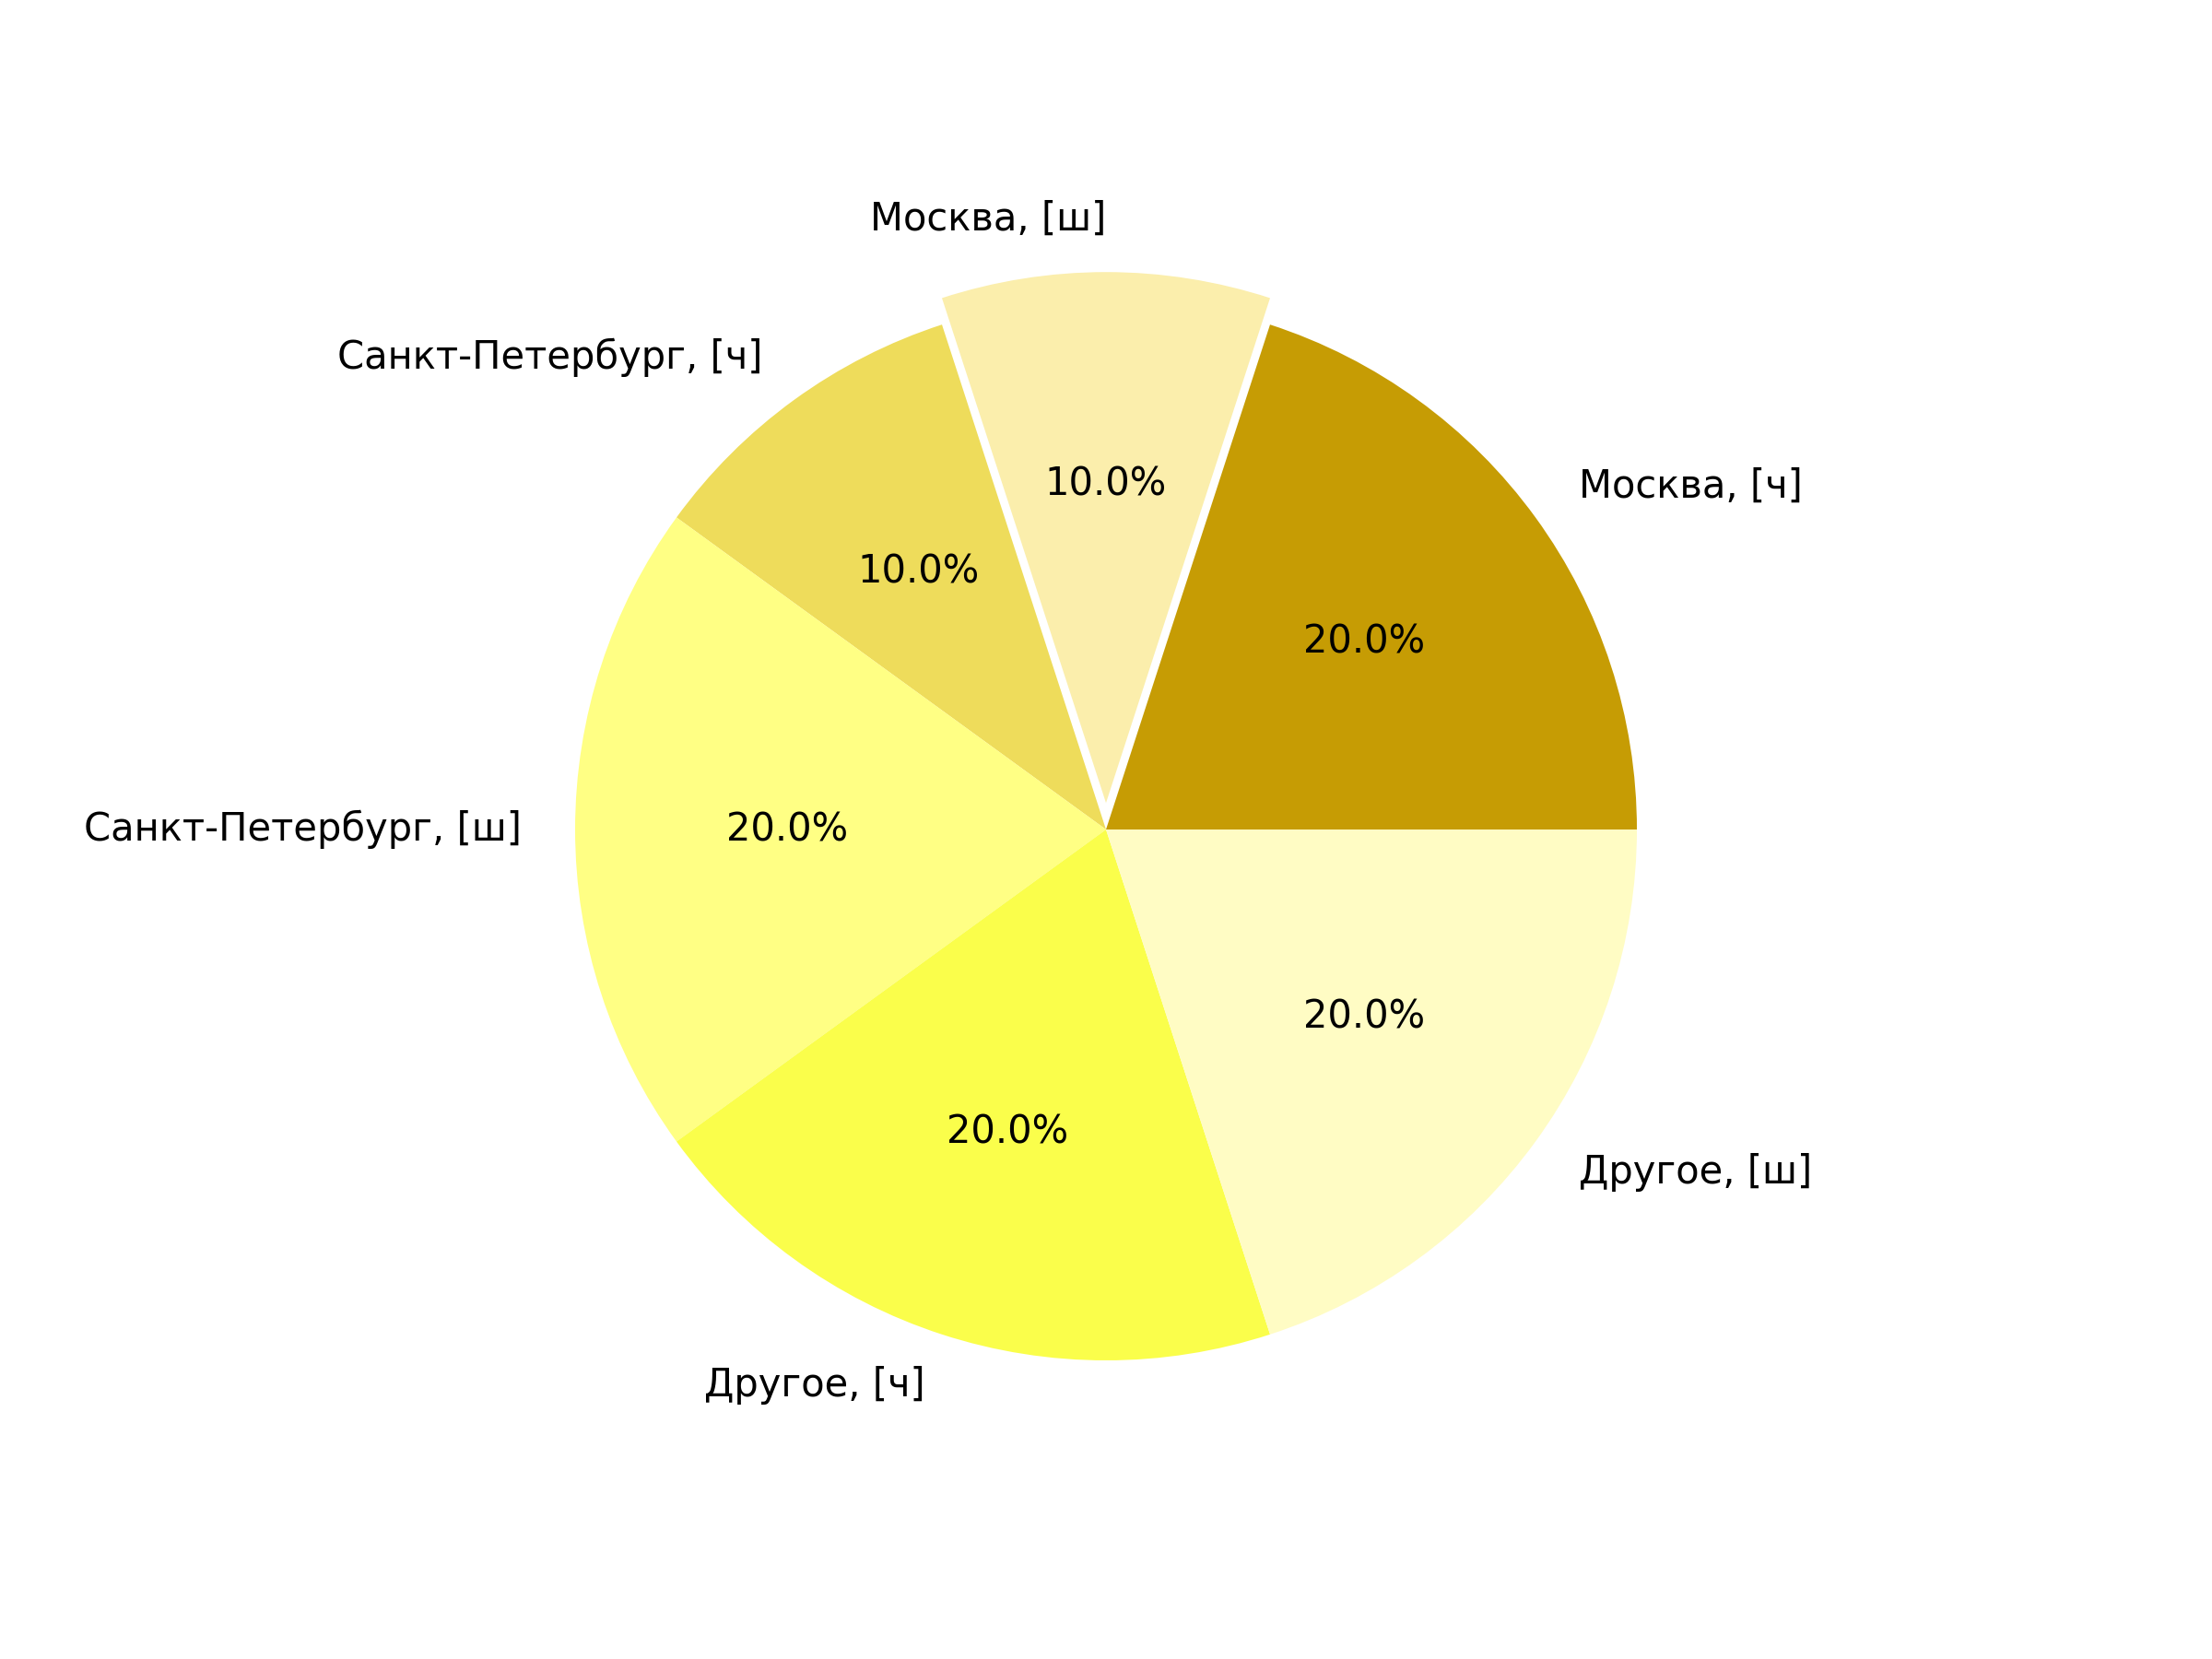 Москва, [ш]
Санкт-Петербург, [ч]
Москва, [ч]
10.0%
10.0%
20.0%
Санкт-Петербург, [ш]
20.0%
20.0%
20.0%
Другое, [ш]
Другое, [ч]